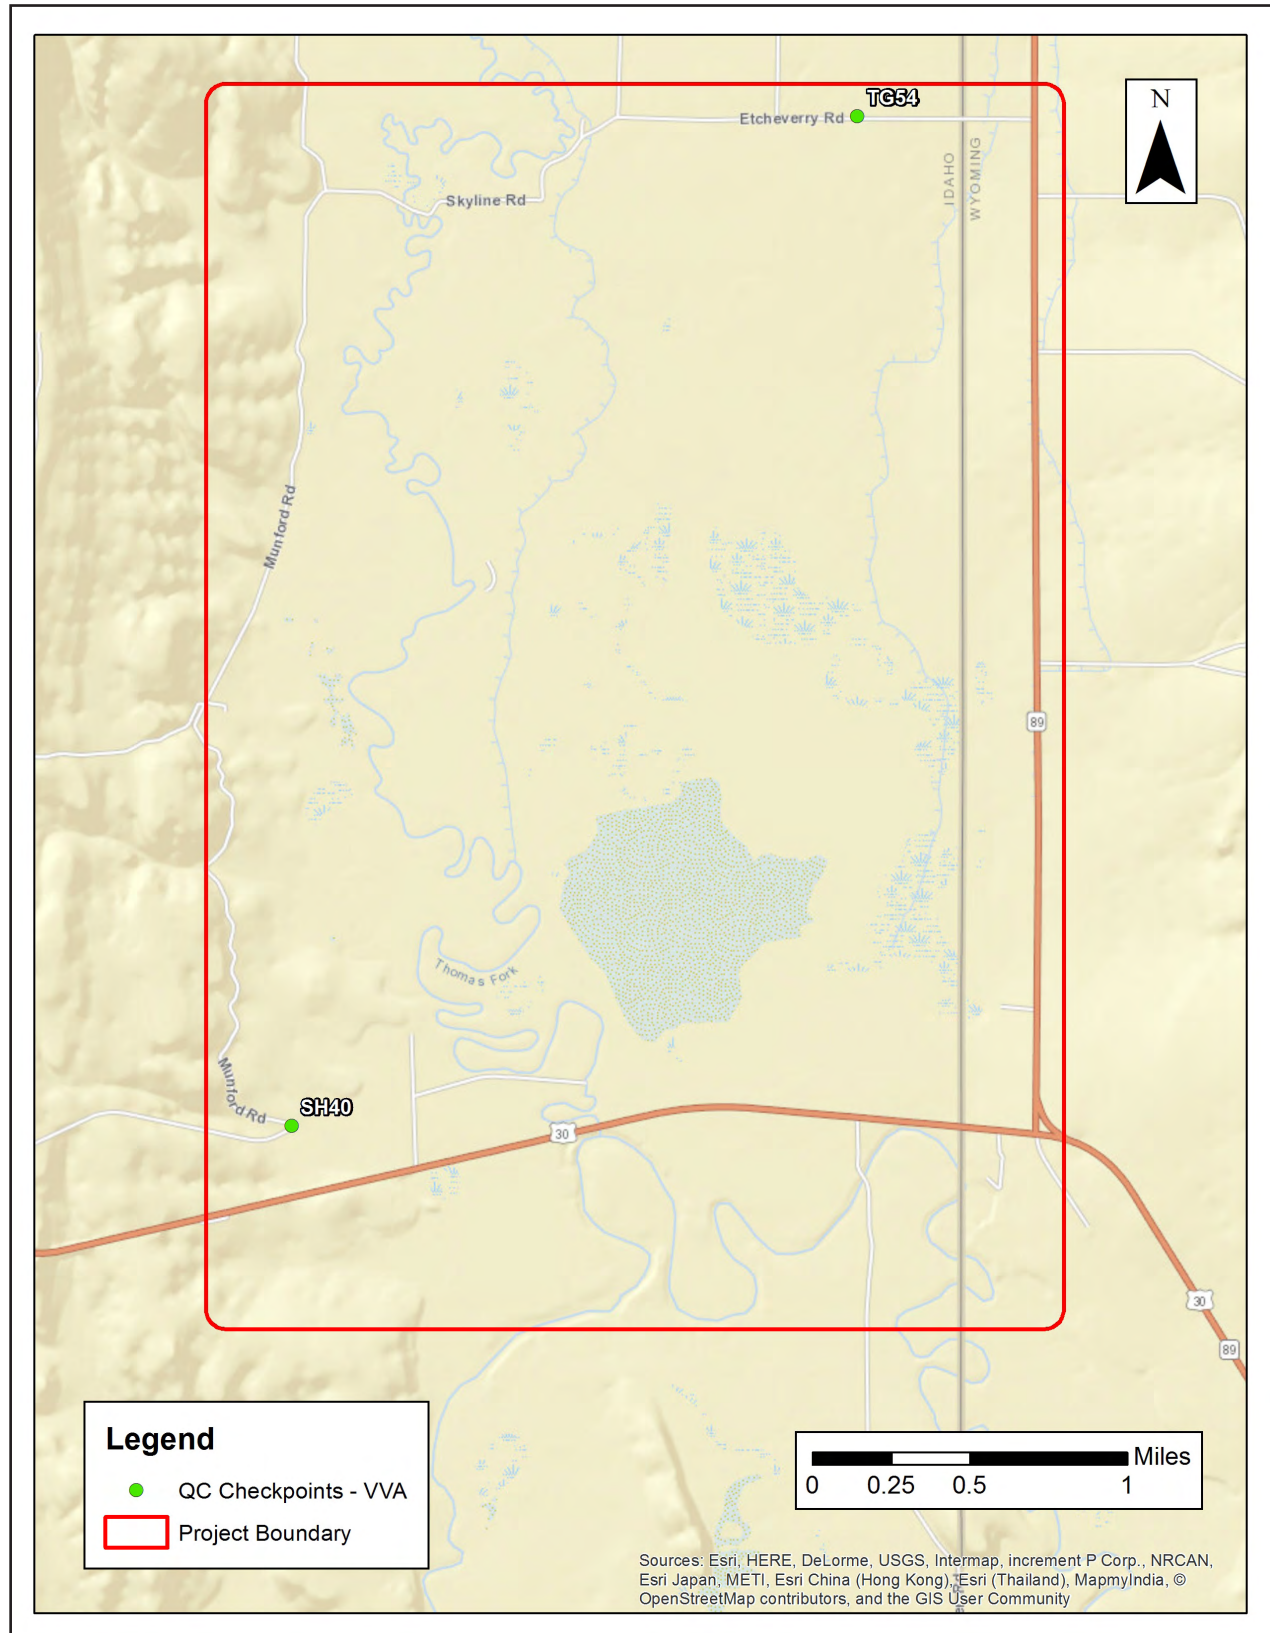 TG54
Etcheverry Rd
N
IDAHO
WYOMING
Skyline Rd
Munford Rd
89
Thomas Fork
Munford Rd
SH40
30
30
89
Legend
QC Checkpoints - VVA
Project Boundary
Miles
0 0.25 0.5 1
Sources: Esri, HERE, DeLorme, USGS, Intermap, increment P Corp., NRCAN,
Esri Japan, METI, Esri China (Hong Kong), Esri (Thailand), MapmyIndia, ©
OpenStreetMap contributors, and the GIS User Community